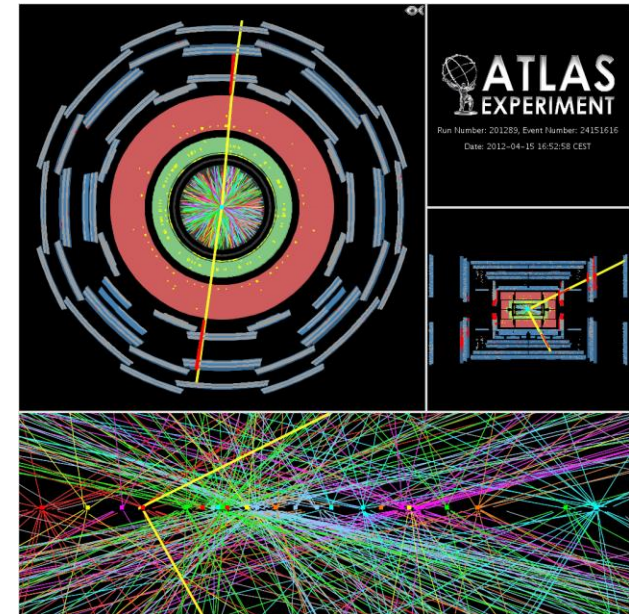 ATLAS
EXPERIMENT
Run Number: 201289, Event Number: 24151616
Date: 2012-04-15 16:52:58 CEST